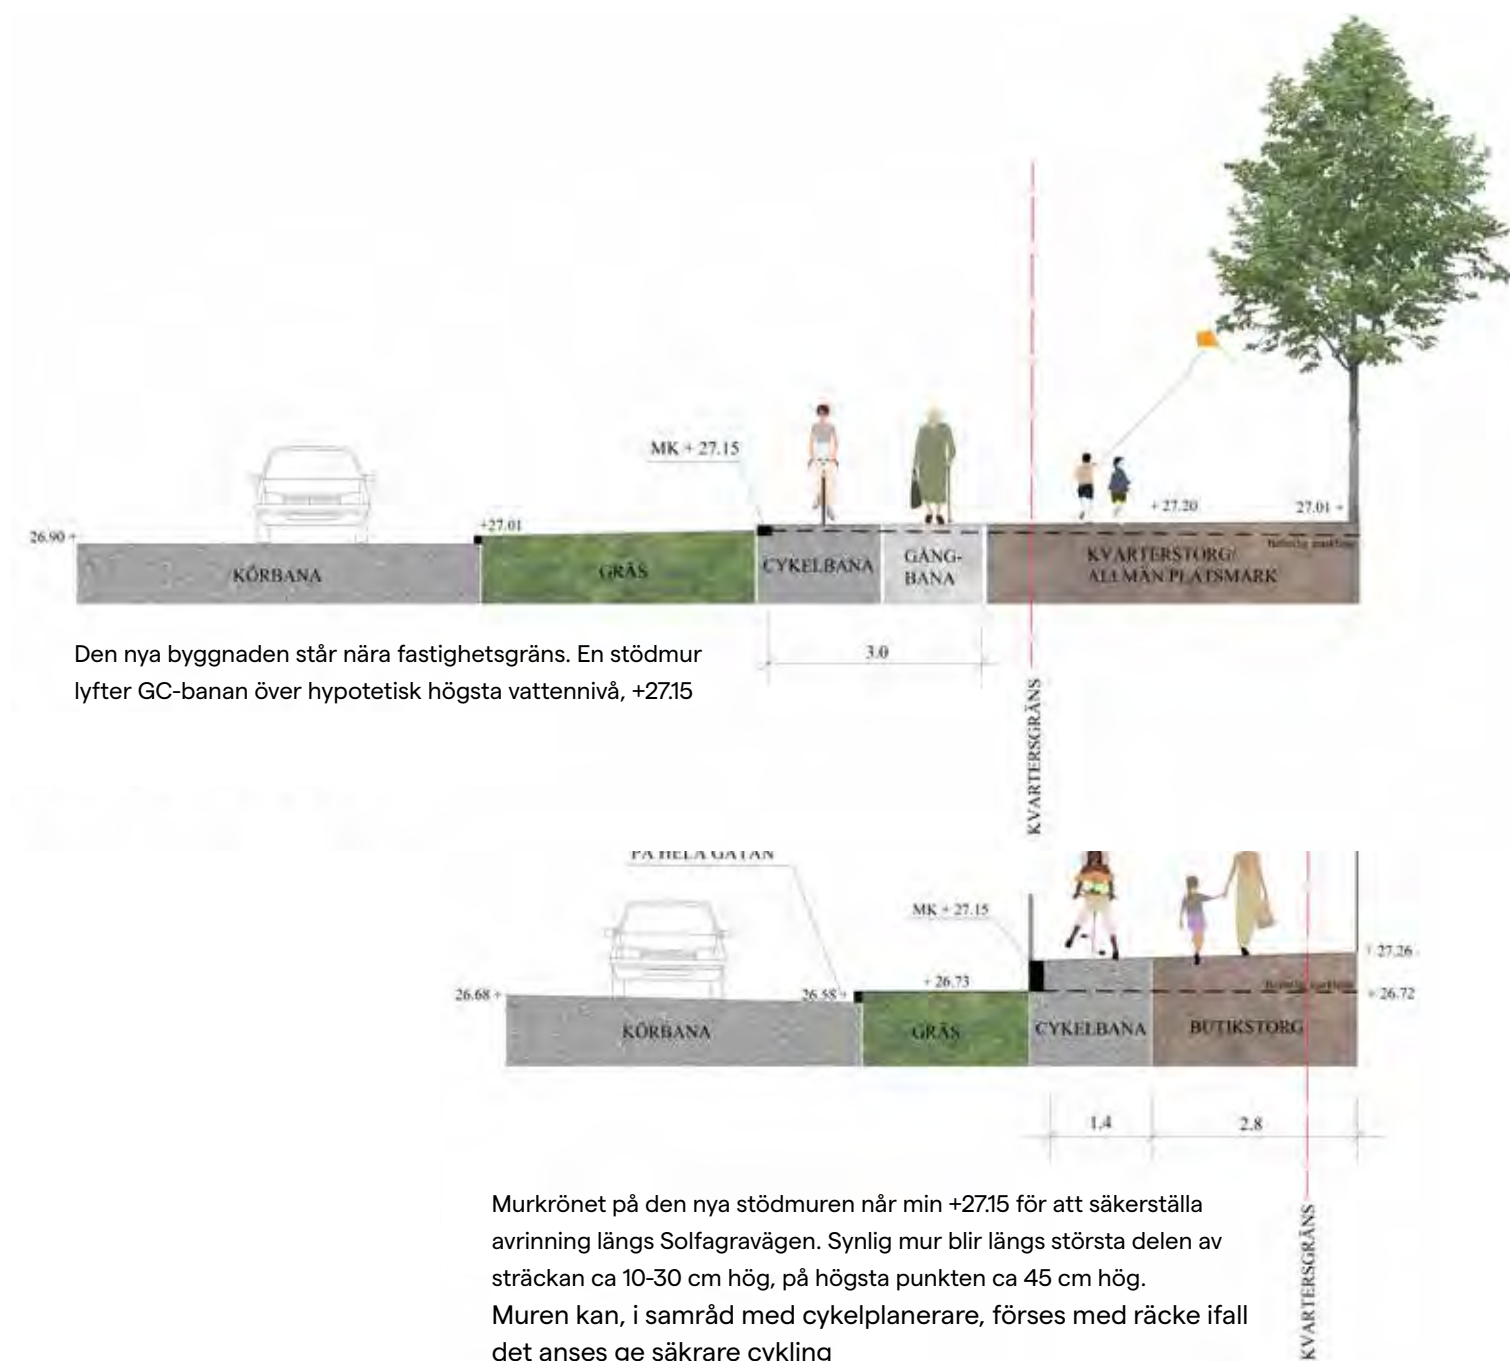 MK + 27.15
+ 27.20
27.01 +
+27.01
26.90 +
Befintlig marknivå
KÖRBANA
GRÄS
CYKELBANA
GÅNG-
BANA
KVARTERSTORG/
ALLMÄN PLATSMARK
3.0
Den nya byggnaden står nära fastighetsgräns. En stödmur
lyfter GC-banan över hypotetisk högsta vattennivå, +27.15
KVARTERSGRÄNS
PÅ HELA GATAN
MK + 27.15
+ 27.26
26.68 +
26.58 +
+ 26.73
Befintlig marknivå
+ 26.72
KÖRBANA
GRÄS
CYKELBANA
BUTIKSTORG
1.4
2.8
Murkrönet på den nya stödmuren når min +27.15 för att säkerställa
avrinning längs Solfagravägen. Synlig mur blir längs största delen av
sträckan ca 10-30 cm hög, på högsta punkten ca 45 cm hög.
Muren kan, i samråd med cykelplanerare, förses med räcke ifall
det anses ge säkrare cykling
KVARTERSGRÄNS